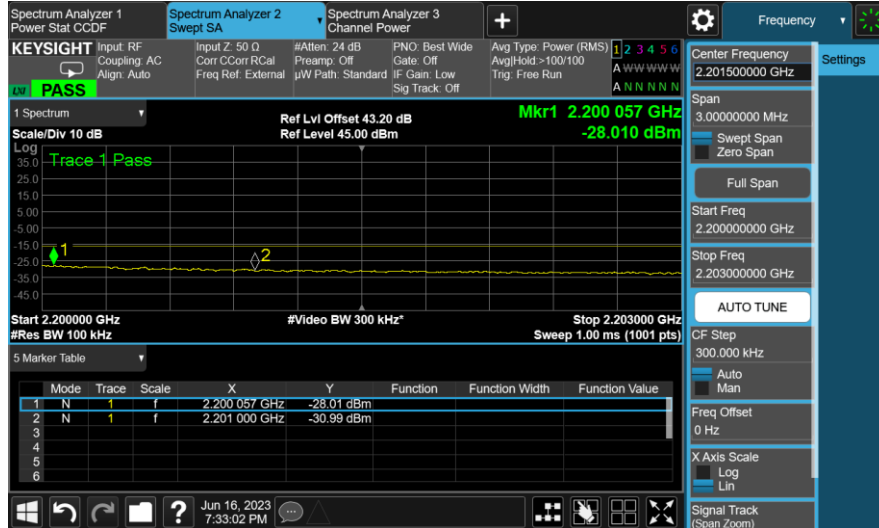 Spectrum Analyzer 1
Power Stat CCDF
Spectrum Analyzer 2
Swept SA
Spectrum Analyzer 3
Channel Power
+
Frequency
KEYSIGHT
LXI
PASS
Input: RF
Coupling: AC
Align: Auto
Input Z: 50 Ω
Corr CCorr RCal
Freq Ref: External
#Atten: 24 dB
Preamp: Off
µW Path: Standard
PNO: Best Wide
Gate: Off
IF Gain: Low
Sig Track: Off
Avg Type: Power (RMS)
Avg|Hold:>100/100
Trig: Free Run
1 2 3 4 5 6
A W W W W W
A N N N N N
1 Spectrum
Scale/Div 10 dB
Ref Lvl Offset 43.20 dB
Ref Level 45.00 dBm
Mkr1 2.200 057 GHz
-28.010 dBm
Log
Trace 1 Pass
35.0
25.0
15.0
5.00
-5.00
-15.0
-25.0
-35.0
-45.0
1
2
Start 2.200000 GHz
#Res BW 100 kHz
#Video BW 300 kHz*
Stop 2.203000 GHz
Sweep 1.00 ms (1001 pts)
5 Marker Table
Mode Trace Scale X Y Function Function Width Function Value
1 N 1 f 2.200 057 GHz -28.01 dBm
2 N 1 f 2.201 000 GHz -30.99 dBm
3
4
5
6
Center Frequency
2.201500000 GHz
Span
3.00000000 MHz
Swept Span
Zero Span
Full Span
Start Freq
2.200000000 GHz
Stop Freq
2.203000000 GHz
AUTO TUNE
CF Step
300.000 kHz
Auto
Man
Freq Offset
0 Hz
X Axis Scale
Log
Lin
Signal Track
(Span Zoom)
Settings
?
Jun 16, 2023
7:33:02 PM